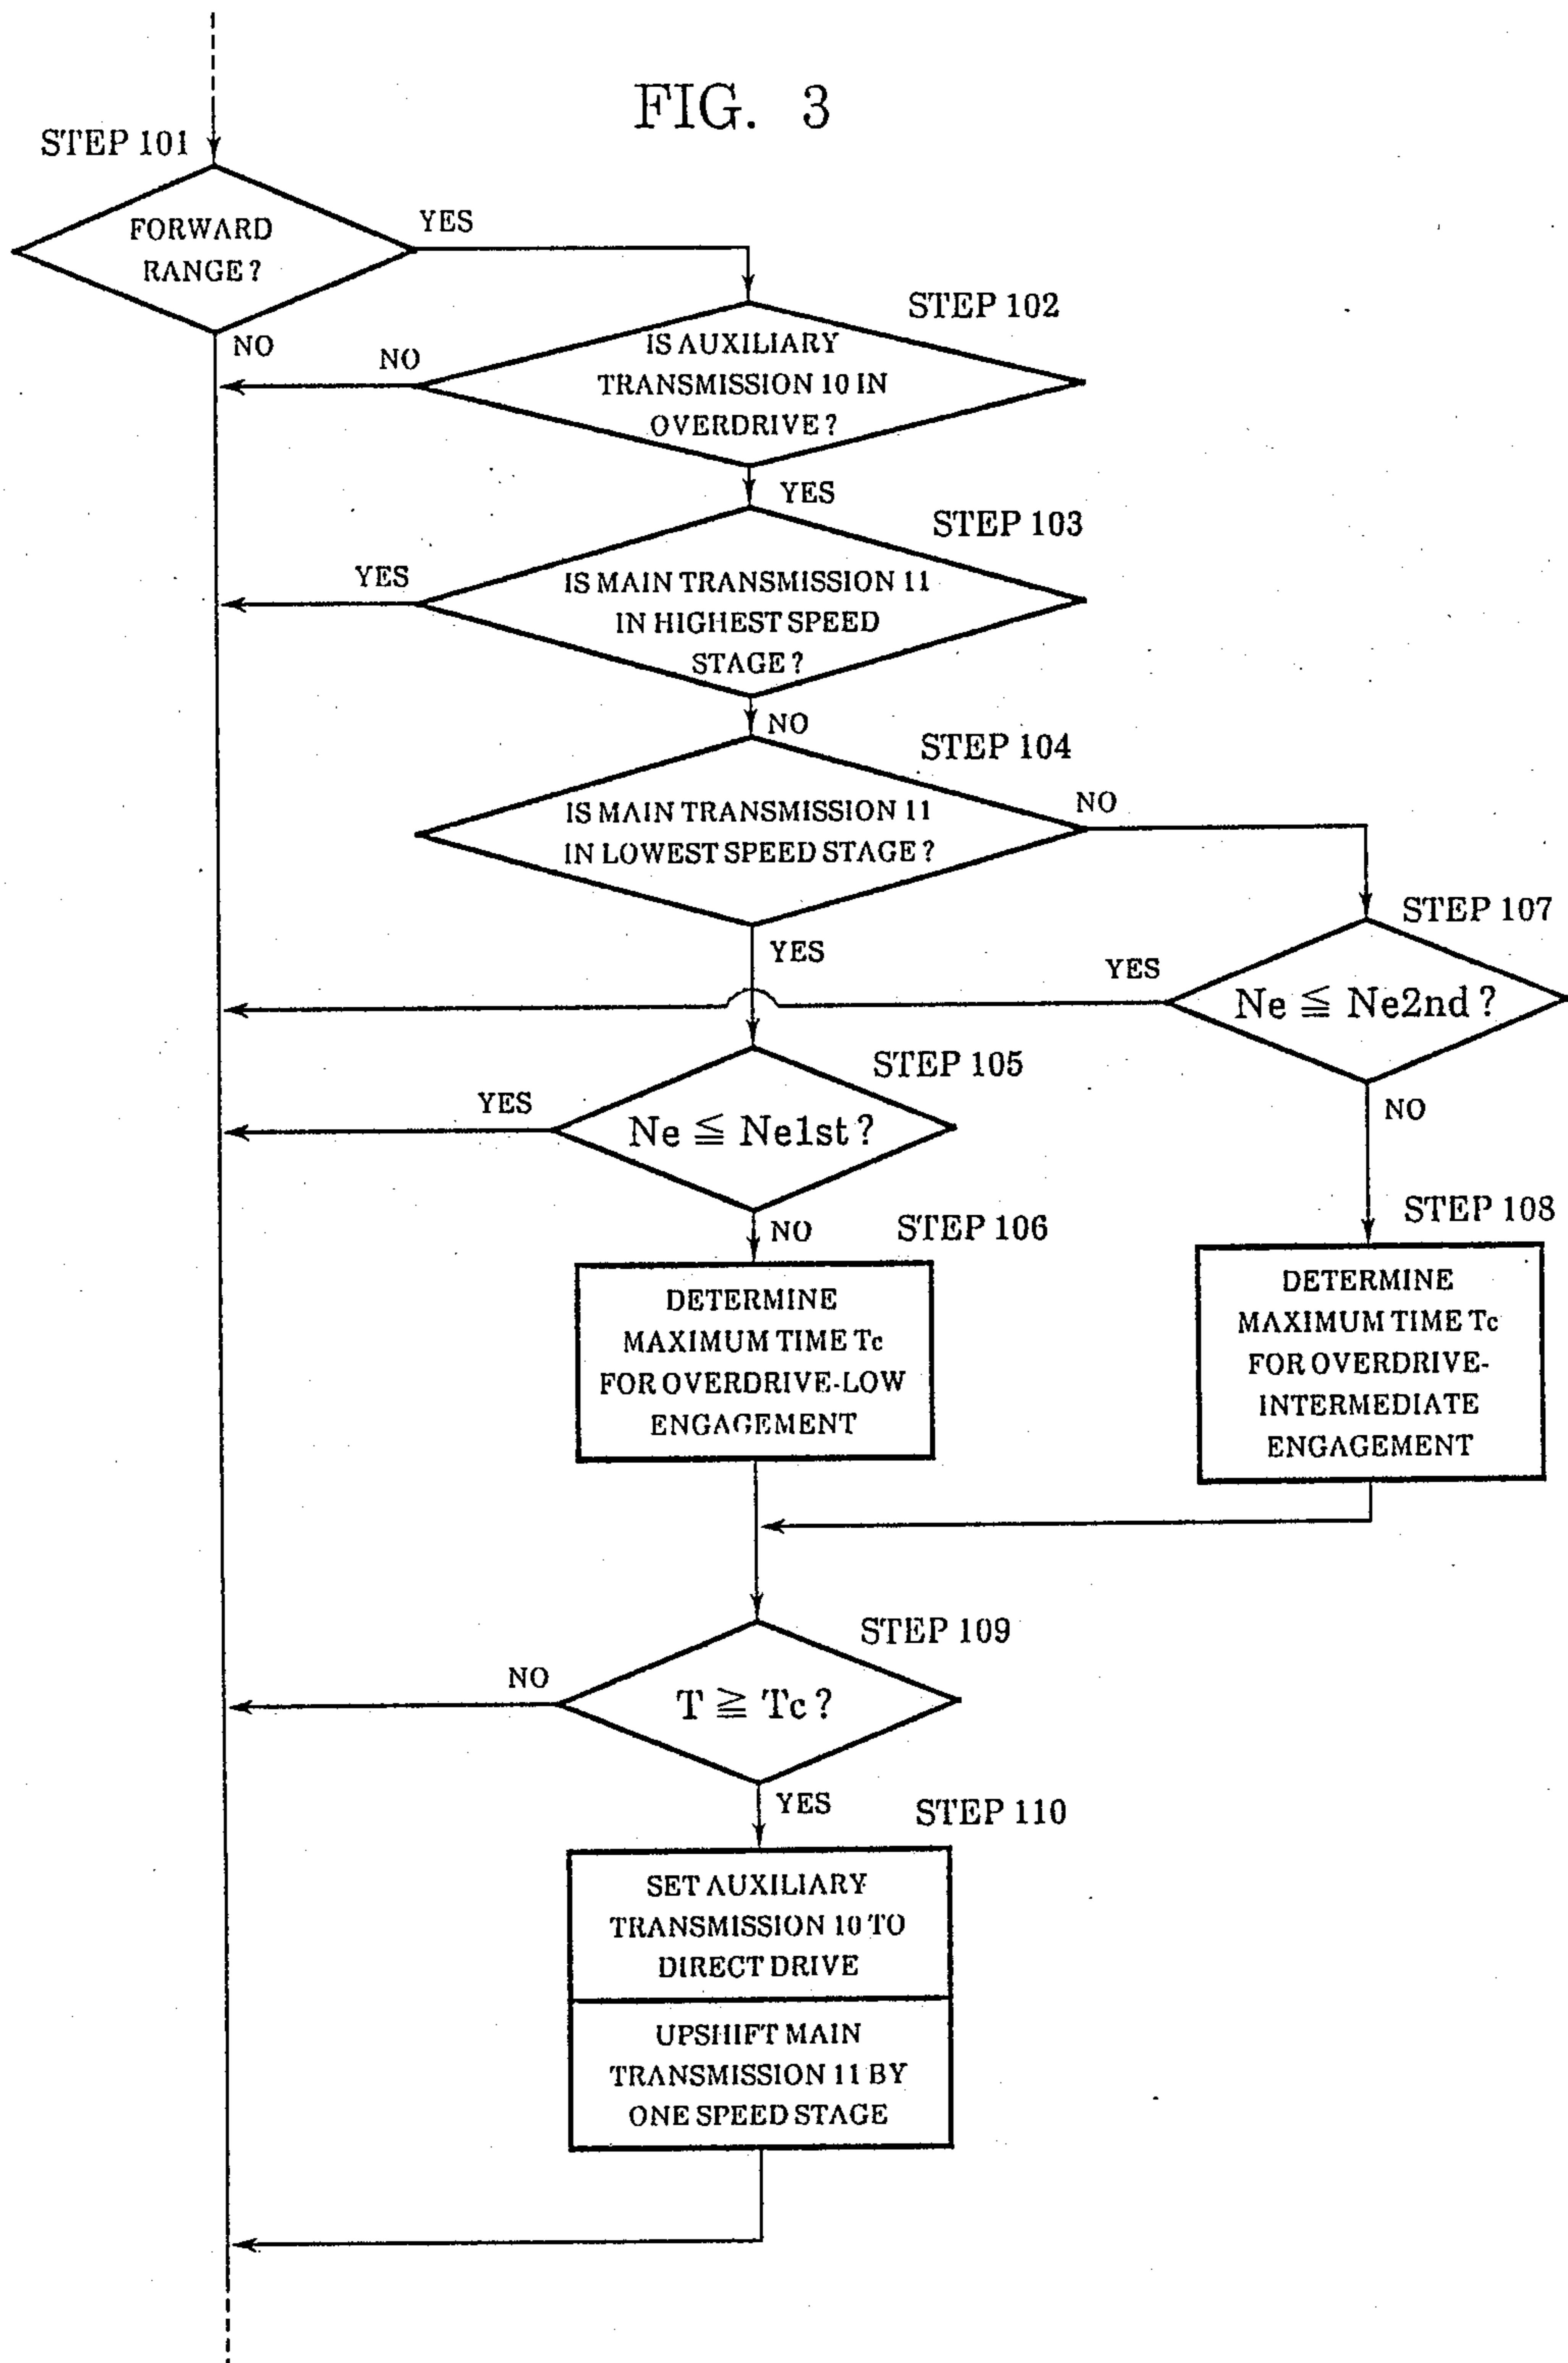 FIG. 3
STEP 101
FORWARD
RANGE?
YES
NO
STEP 102
IS AUXILIARY
TRANSMISSION 10 IN
OVERDRIVE?
NO
YES
STEP 103
IS MAIN TRANSMISSION 11
IN HIGHEST SPEED
STAGE?
YES
NO
STEP 104
IS MAIN TRANSMISSION 11
IN LOWEST SPEED STAGE?
NO
YES
STEP 107
Ne ≦ Ne2nd?
YES
NO
STEP 105
Ne ≦ Ne1st?
YES
NO
STEP 106
DETERMINE
MAXIMUM TIME Tc
FOR OVERDRIVE-LOW
ENGAGEMENT
STEP 108
DETERMINE
MAXIMUM TIME Tc
FOR OVERDRIVE-
INTERMEDIATE
ENGAGEMENT
STEP 109
T ≧ Tc?
NO
YES
STEP 110
SET AUXILIARY
TRANSMISSION 10 TO
DIRECT DRIVE
UPSHIFT MAIN
TRANSMISSION 11 BY
ONE SPEED STAGE